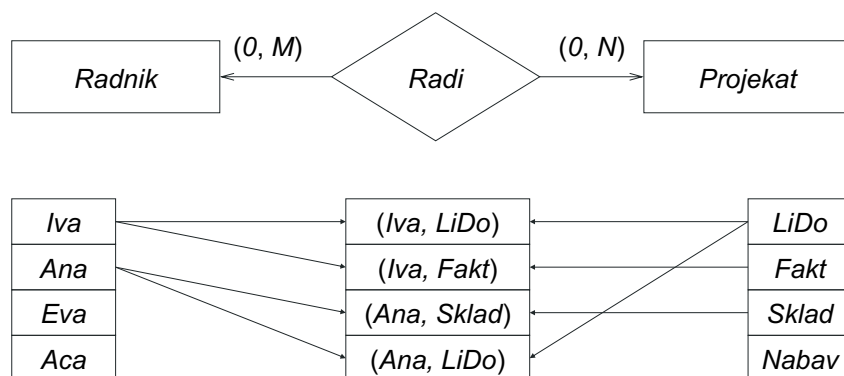 (0, M) (0, N)
Radnik Radi Projekat
Iva (Iva, LiDo) LiDo
Ana (Iva, Fakt) Fakt
Eva (Ana, Sklad) Sklad
Aca (Ana, LiDo) Nabav